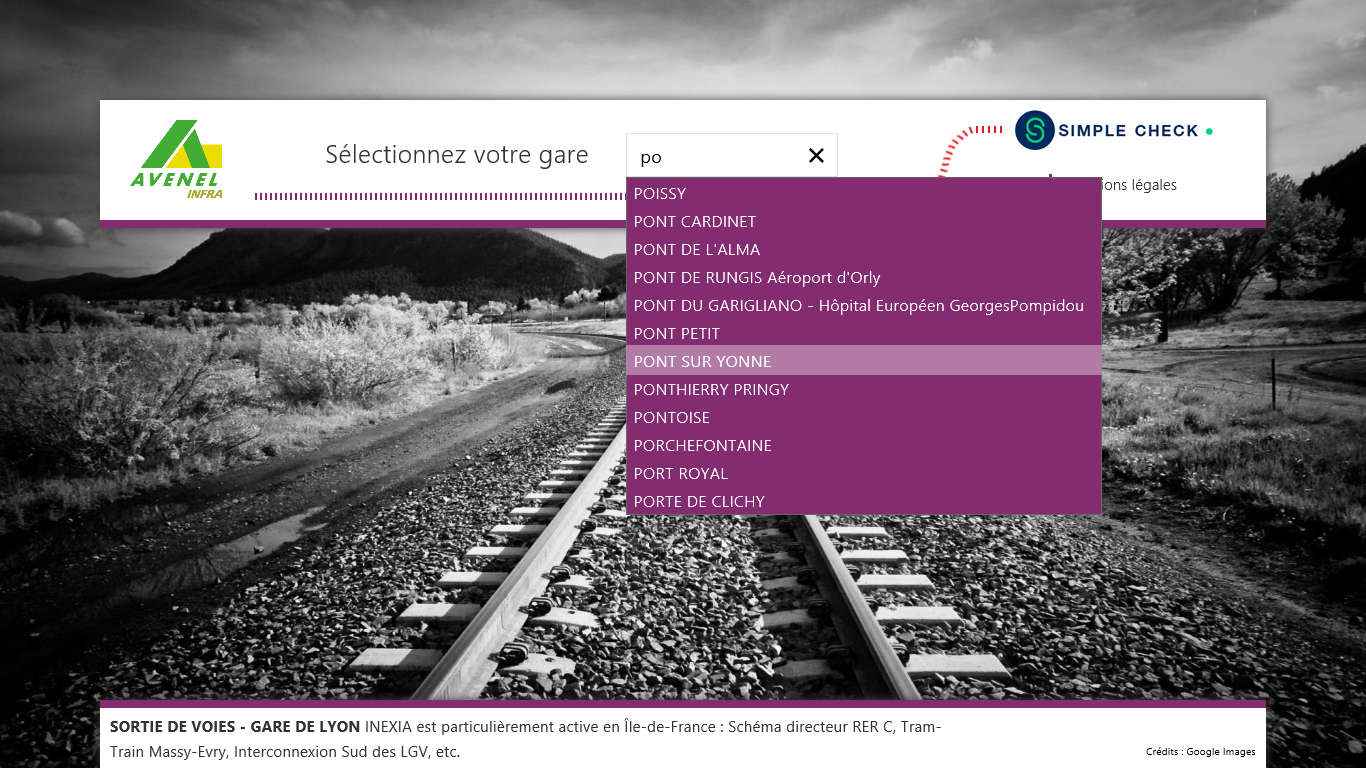 AVENEL
INFRA
Sélectionnez votre gare
po
SIMPLE CHECK
ions légales
POISSY
PONT CARDINET
PONT DE L'ALMA
PONT DE RUNGIS Aéroport d'Orly
PONT DU GARIGLIANO - Hôpital Européen GeorgesPompidou
PONT PETIT
PONT SUR YONNE
PONTHIERRY PRINGY
PONTOISE
PORCHEFONTAINE
PORT ROYAL
PORTE DE CLICHY
SORTIE DE VOIES - GARE DE LYON INEXIA est particulièrement active en Île-de-France : Schéma directeur RER C, Tram-
Train Massy-Evry, Interconnexion Sud des LGV, etc.
Crédits : Google Images